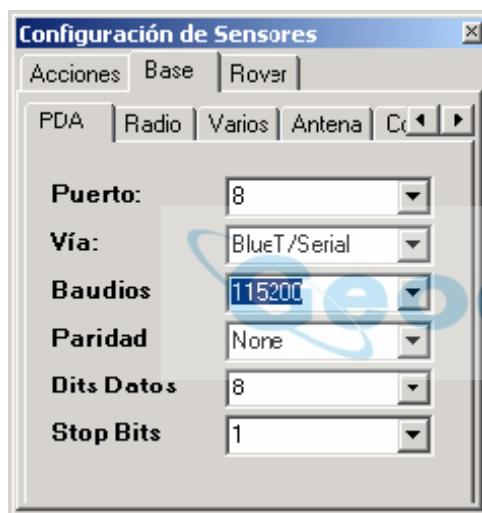 Configuración de Sensores
Acciones Base Rover
PDA Radio Varios Antena
Puerto: 8
Vía: BlueT/Serial
Baudios 115200
Paridad None
Bits Datos 8
Stop Bits 1